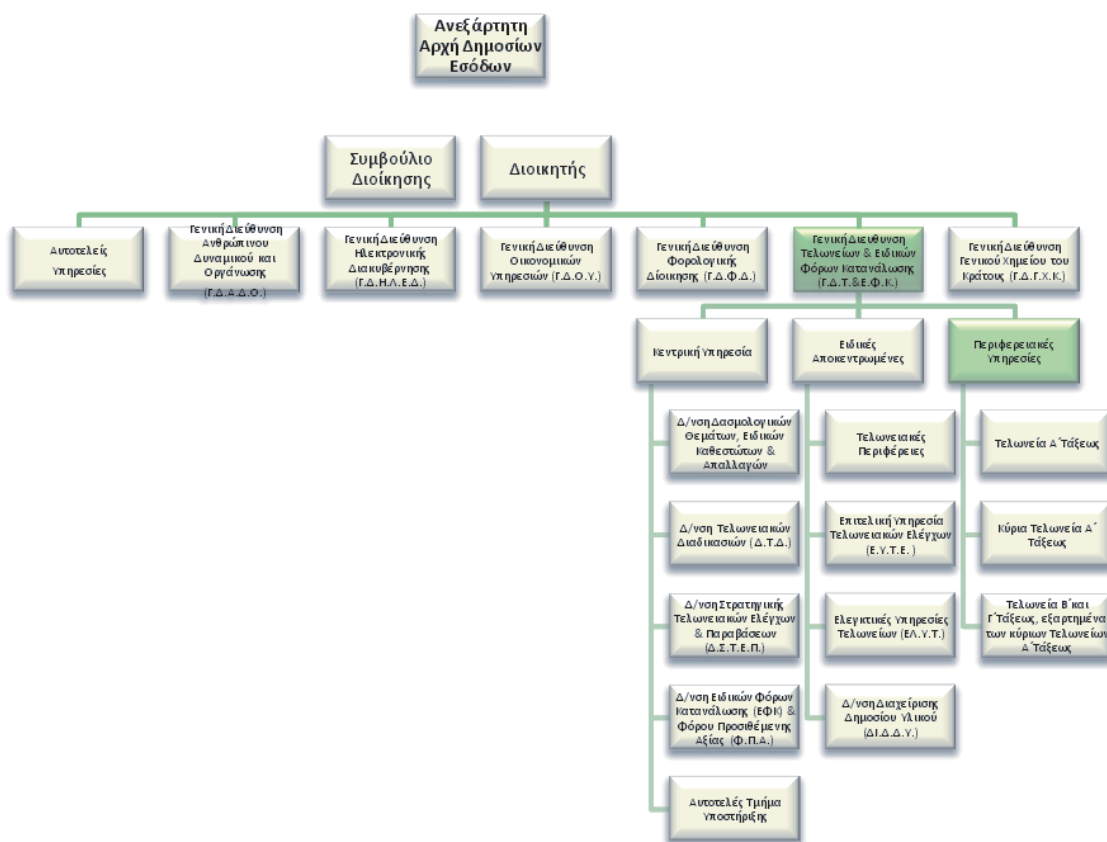 Ανεξάρτητη
Αρχή Δημοσίων
Εσόδων
Συμβούλιο
Διοίκησης
Διοικητής
Αυτοτελείς
Υπηρεσίες
Γενική Διεύθυνση
Ανθρώπινου
Δυναμικού και
Οργάνωσης
(Γ.Δ.Α.Δ.Ο.)
Γενική Διεύθυνση
Ηλεκτρονικής
Διακυβέρνησης
(Γ.Δ.ΗΛ.Ε.Δ.)
Γενική Διεύθυνση
Οικονομικών
Υπηρεσιών (Γ.Δ.Ο.Υ.)
Γενική Διεύθυνση
Φορολογικής
Δίοικησης (Γ.Δ.Φ.Δ.)
Γενική Διευθυνση
Τελωνείων & Ειδικών
Φόρων Κατανάλωσης
(Γ.Δ.Τ.&Ε.Φ.Κ.)
Γενική Διεύθυνση
Γενικού Χημείου του
Κράτους (Γ.Δ.Γ.Χ.Κ.)
Κεντρική Υπηρεσία
Ειδικές
Αποκεντρωμένες
Περιφερειακές
Υπηρεσίες
Δ/νση Δασμολογικών
Θεμάτων, Ειδικών
Καθεστώτων &
Απαλλαγών
Δ/νση Τελωνειακών
Διαδικασιών (Δ.Τ.Δ.)
Δ/νση Στρατηγικής
Τελωνειακών Ελέγχων
& Παραβάσεων
(Δ.Σ.Τ.Ε.Π.)
Δ/νση Ειδικών Φόρων
Κατανάλωσης (ΕΦΚ) &
Φόρου Προσιθέμενης
Αξίας (Φ.Π.Α.)
Αυτοτελές Τμήμα
Υποστήριξης
Τελωνειακές
Περιφέρειες
Επιτελική Υπηρεσία
Τελωνειακών Ελέγχων
(Ε.Υ.Τ.Ε. )
Ελεγκτικές Υπηρεσίες
Τελωνείων (ΕΛ.Υ.Τ.)
Δ/νση Διαχείρισης
Δημοσίου Υλικού
(ΔΙ.Δ.Δ.Υ.)
Τελωνεία Α΄Τάξεως
Κύρια Τελωνεία Α΄
Τάξεως
Τελωνεία Β΄και
Γ΄Τάξεως, εξαρτημένα
των κύριων Τελωνείων
Α΄Τάξεως